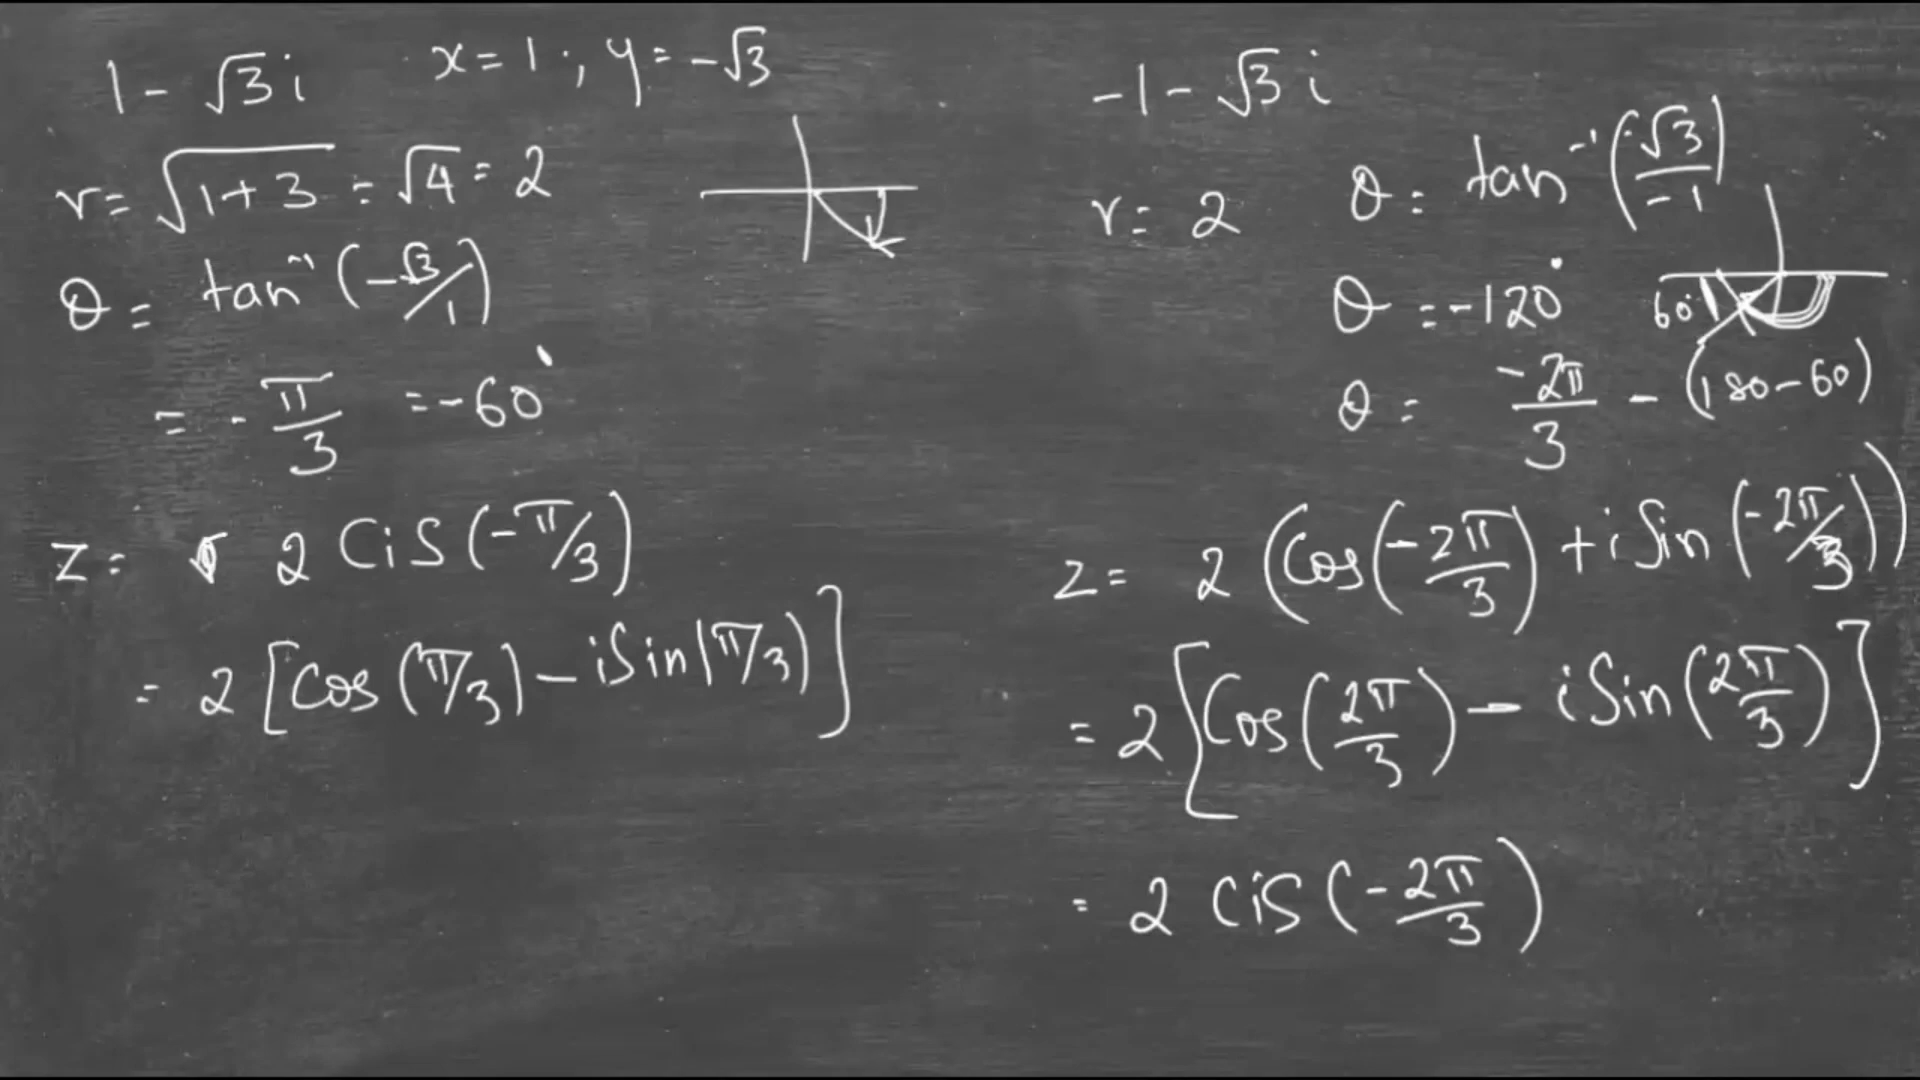 1 - √3 i x = 1 ; y = -√3
r = √1+3 = √4 = 2
θ = tan⁻¹ (-√3/1)
= - π/3 = -60°
z = 2 Cis (-π/3)
= 2 [Cos (π/3) - i Sin (π/3)]
-1 - √3 i
r = 2 θ = tan⁻¹ (-√3/-1)
θ = -120° 60°
θ = -2π/3 - (180-60)
z = 2 (Cos (-2π/3) + i Sin (-2π/3))
= 2 [Cos (2π/3) - i Sin (2π/3)]
= 2 Cis (-2π/3)